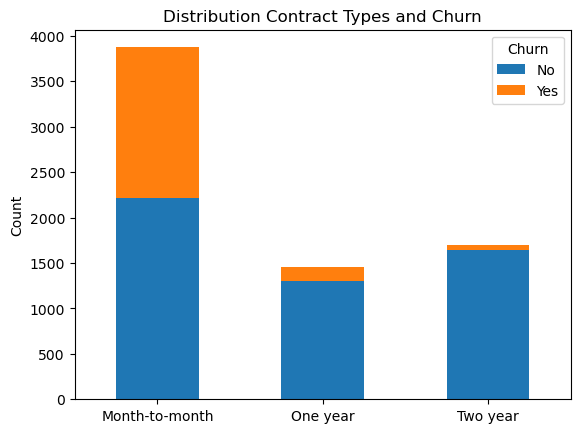 Distribution Contract Types and Churn
Churn
No
Yes
Count
4000
3500
3000
2500
2000
1500
1000
500
0
Month-to-month
One year
Two year